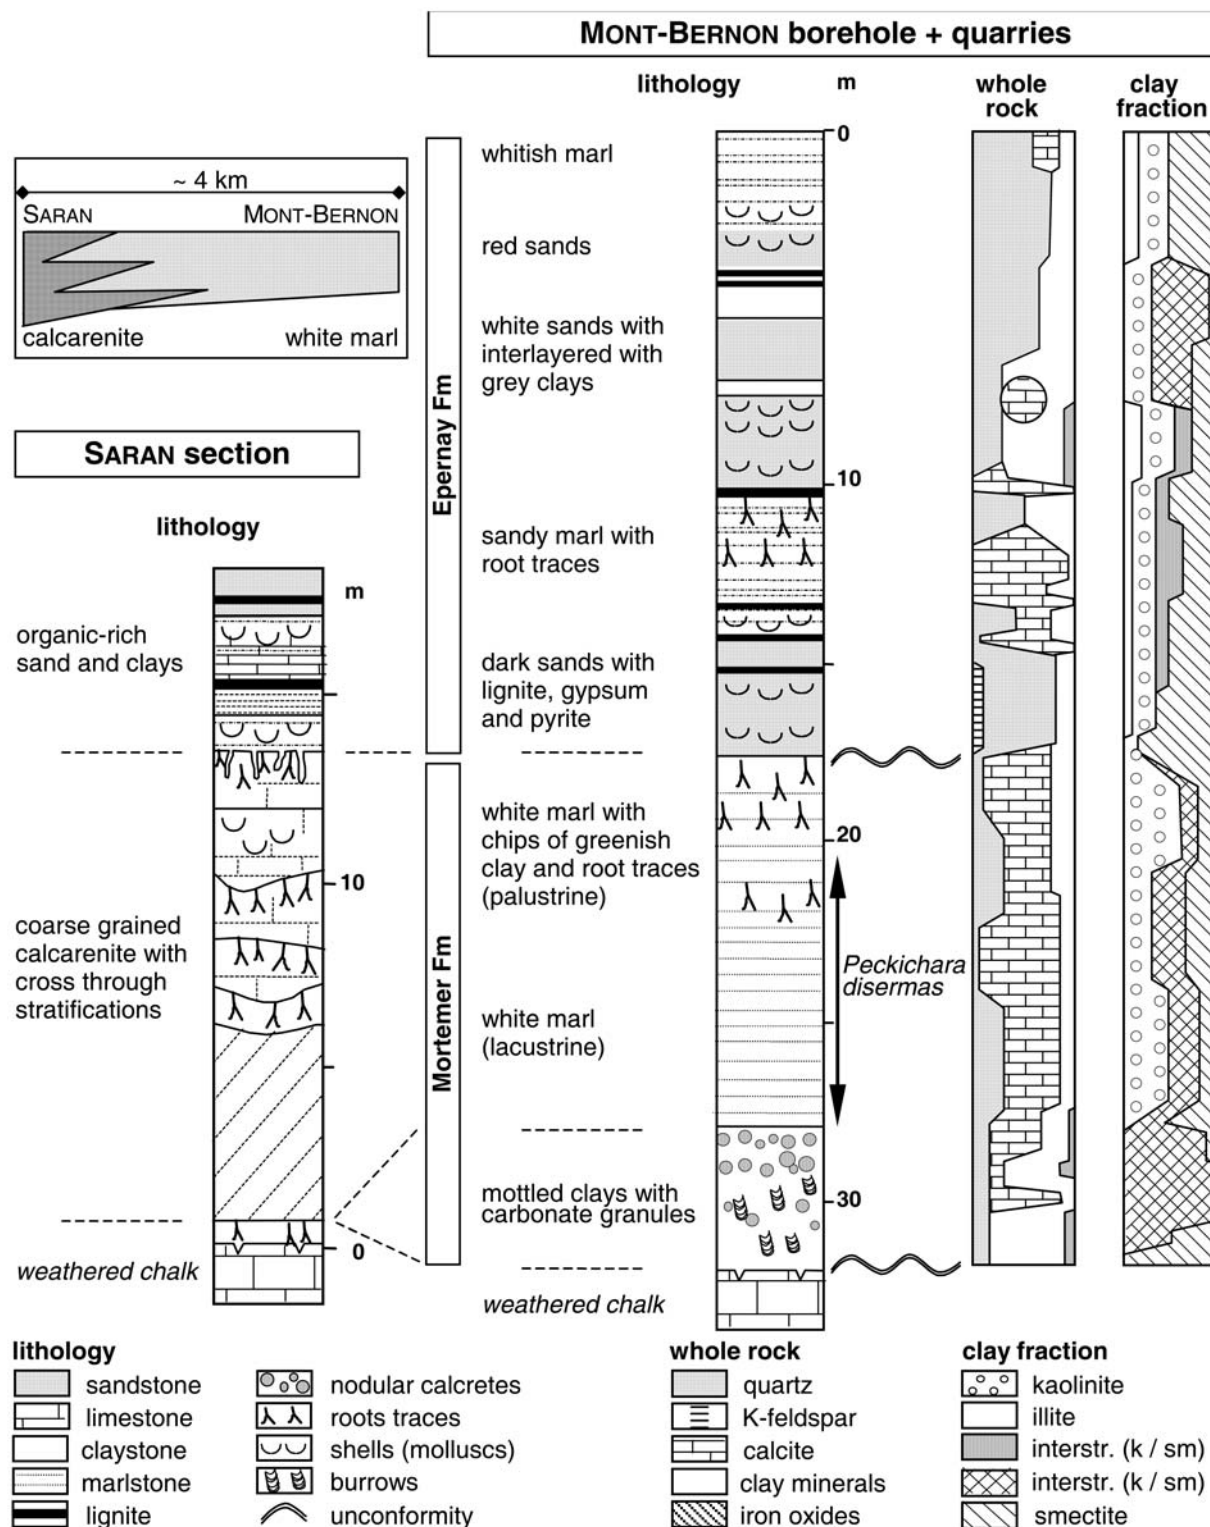 MONT-BERNON borehole + quarries
lithology
m
whole
rock
clay
fraction
~ 4 km
SARAN
MONT-BERNON
calcarenite
white marl
SARAN section
lithology
m
organic-rich
sand and clays
10
coarse grained
calcarenite with
cross through
stratifications
0
weathered chalk
Epernay Fm
Mortemer Fm
whitish marl
red sands
white sands with
interlayered with
grey clays
sandy marl with
root traces
dark sands with
lignite, gypsum
and pyrite
white marl with
chips of greenish
clay and root traces
(palustrine)
white marl
(lacustrine)
mottled clays with
carbonate granules
weathered chalk
0
10
20
30
Peckichara
disermas
lithology
sandstone
limestone
claystone
marlstone
lignite
nodular calcretes
roots traces
shells (molluscs)
burrows
unconformity
whole rock
quartz
K-feldspar
calcite
clay minerals
iron oxides
clay fraction
kaolinite
illite
interstr. (k / sm)
interstr. (k / sm)
smectite